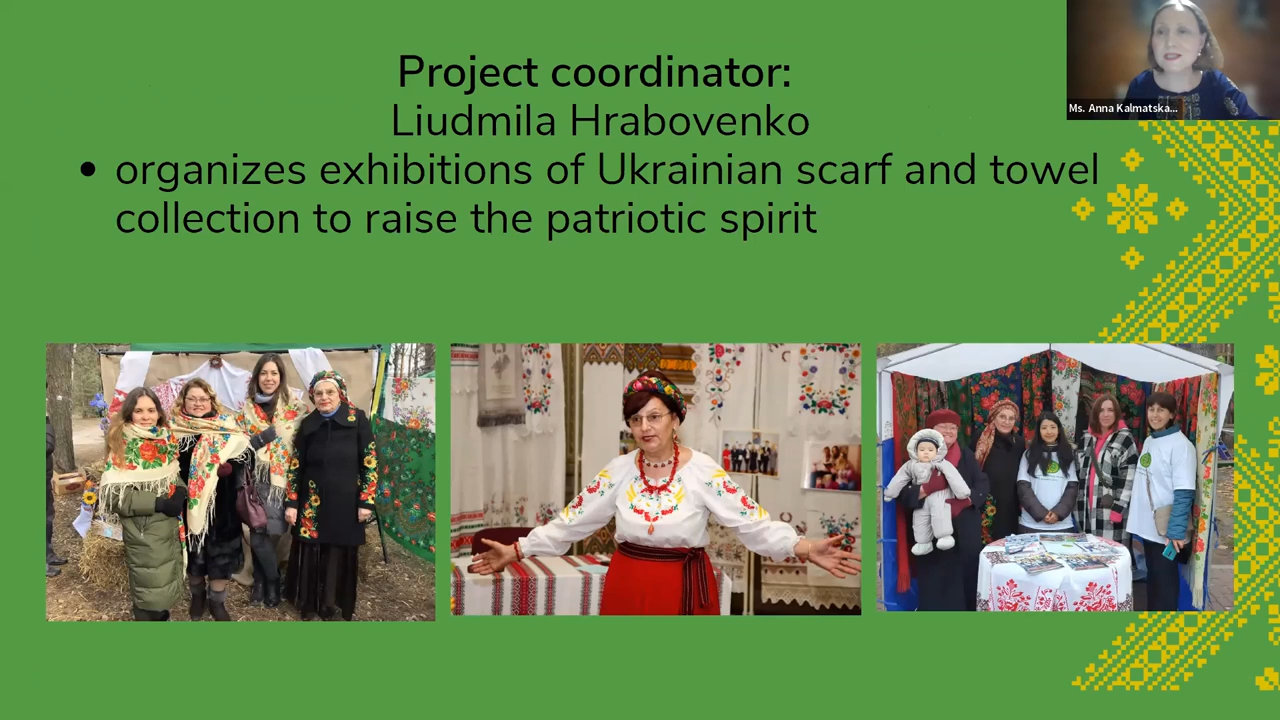 Project coordinator:
Liudmila Hrabovenko
• organizes exhibitions of Ukrainian scarf and towel
collection to raise the patriotic spirit
Ms. Anna Kalmatska...